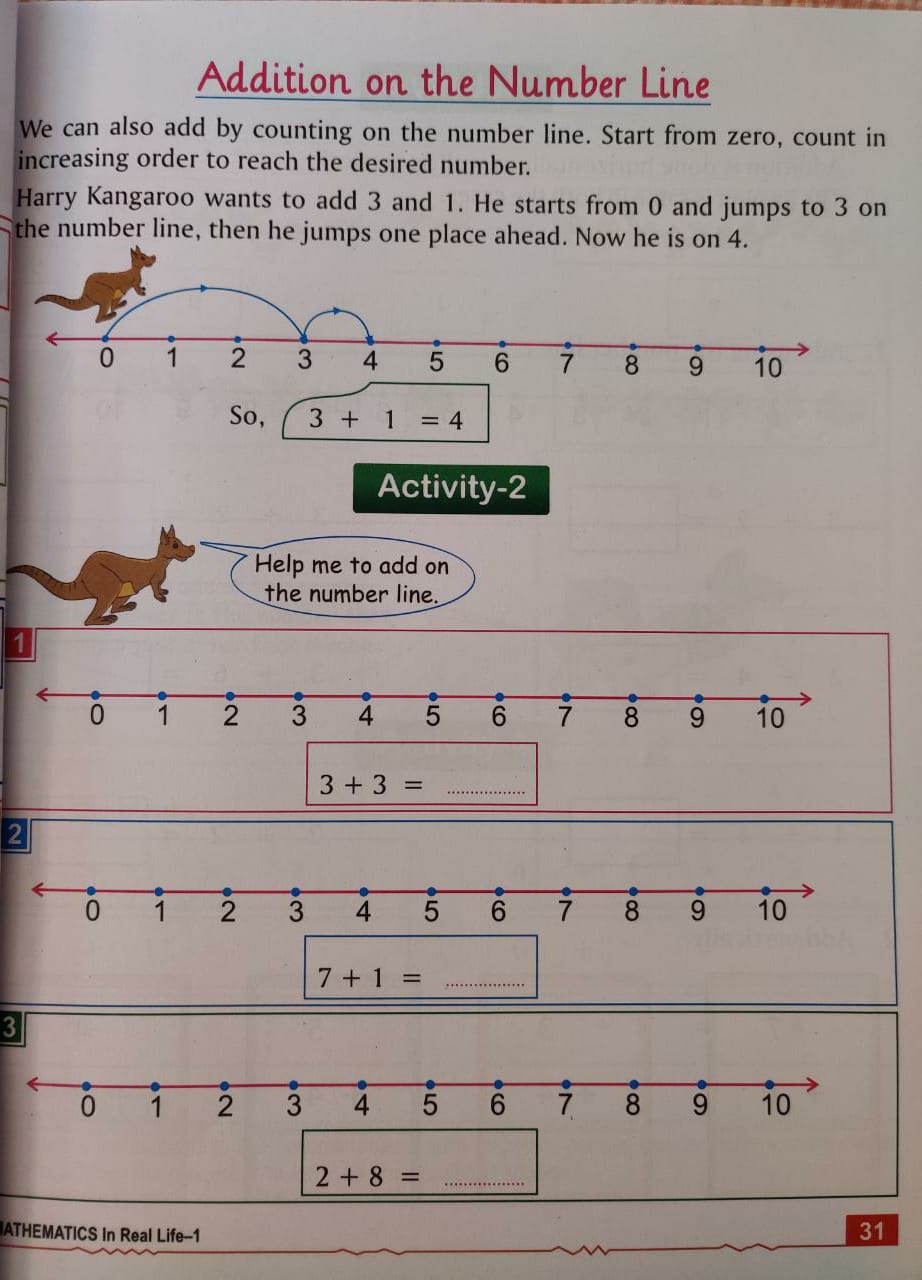 Addition on the Number Line
We can also add by counting on the number line. Start from zero, count in
increasing order to reach the desired number.
Harry Kangaroo wants to add 3 and 1. He starts from 0 and jumps to 3 on
the number line, then he jumps one place ahead. Now he is on 4.
0 1 2 3 4 5 6 7 8 9 10
So, 3 + 1 = 4
Activity-2
Help me to add on
the number line.
1
0 1 2 3 4 5 6 7 8 9 10
3 + 3 = .................
2
0 1 2 3 4 5 6 7 8 9 10
7 + 1 = .................
3
0 1 2 3 4 5 6 7 8 9 10
2 + 8 = .................
ATHEMATICS In Real Life–1
31